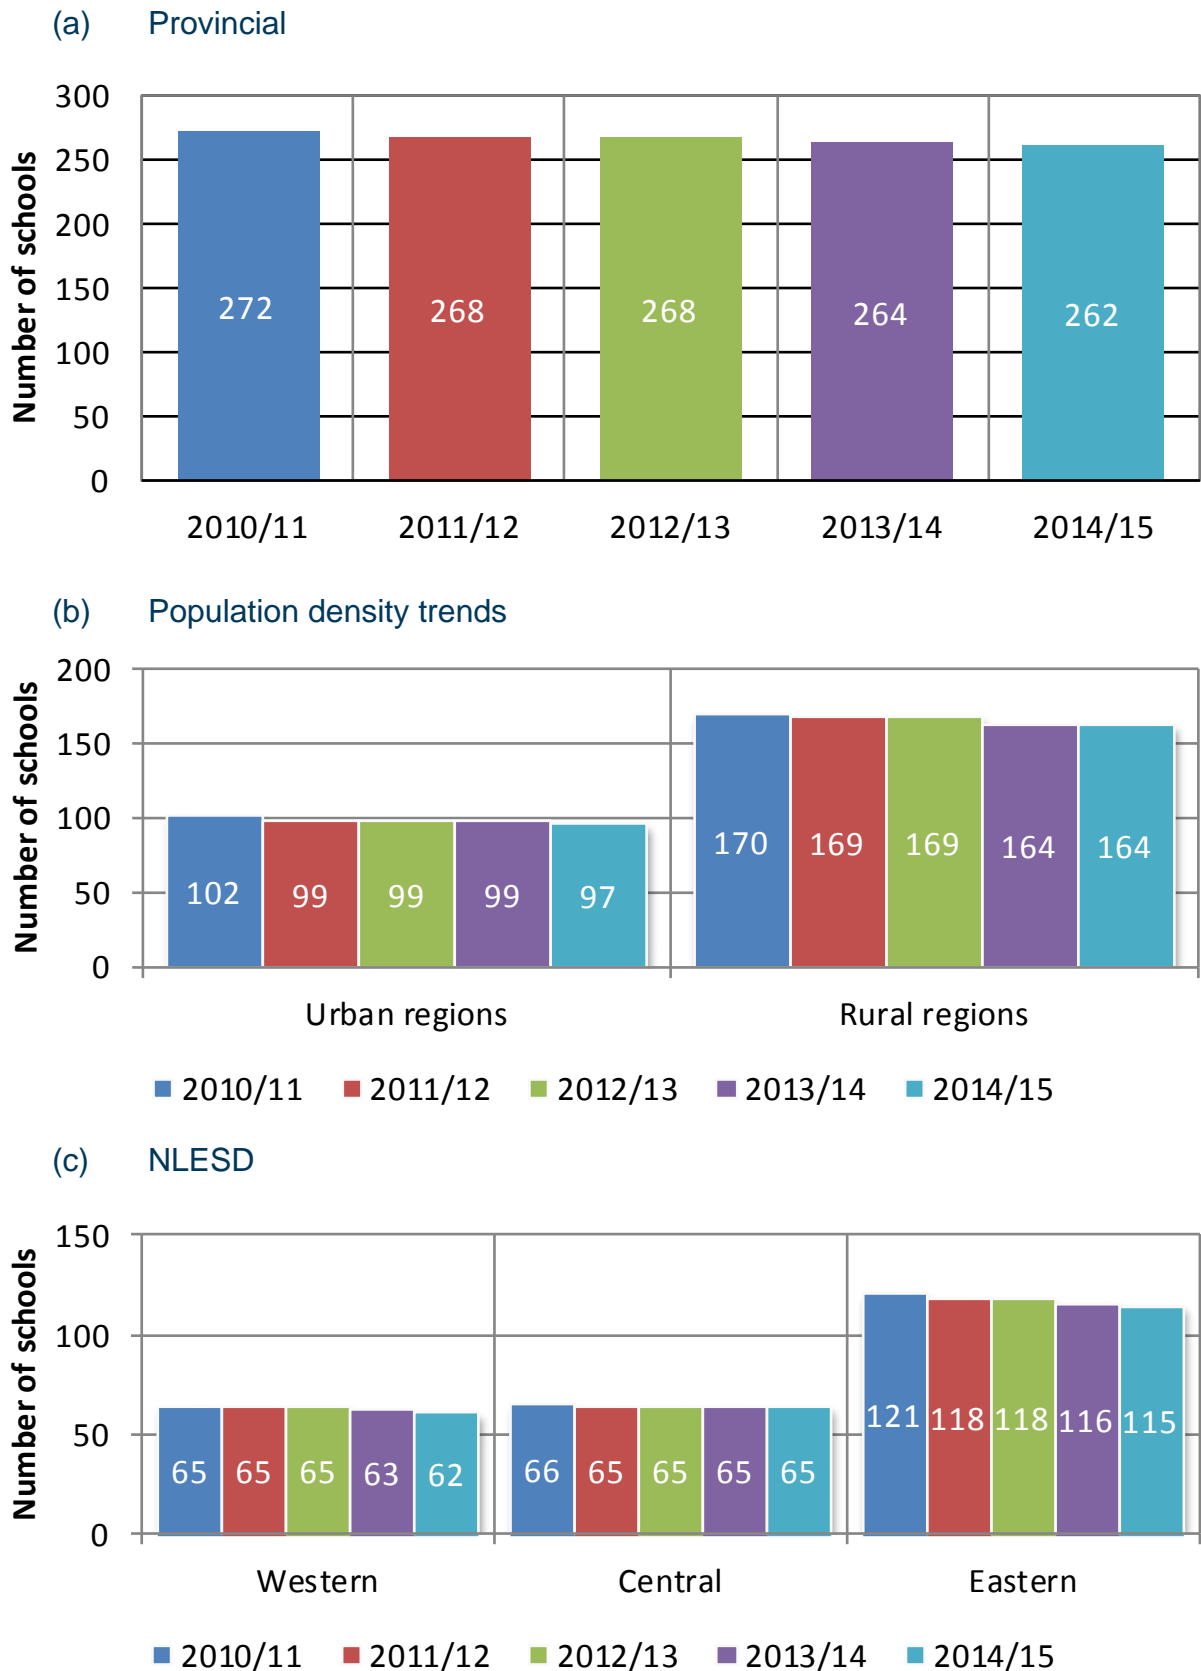 (a) Provincial
Number of schools
300
250
200
150
100
50
0
272 268 268 264 262
2010/11 2011/12 2012/13 2013/14 2014/15
(b) Population density trends
Number of schools
200
150
100
50
0
102 99 99 99 97 170 169 169 164 164
Urban regions Rural regions
2010/11 2011/12 2012/13 2013/14 2014/15
(c) NLESD
Number of schools
150
100
50
0
65 65 65 63 62 66 65 65 65 65 121 118 118 116 115
Western Central Eastern
2010/11 2011/12 2012/13 2013/14 2014/15